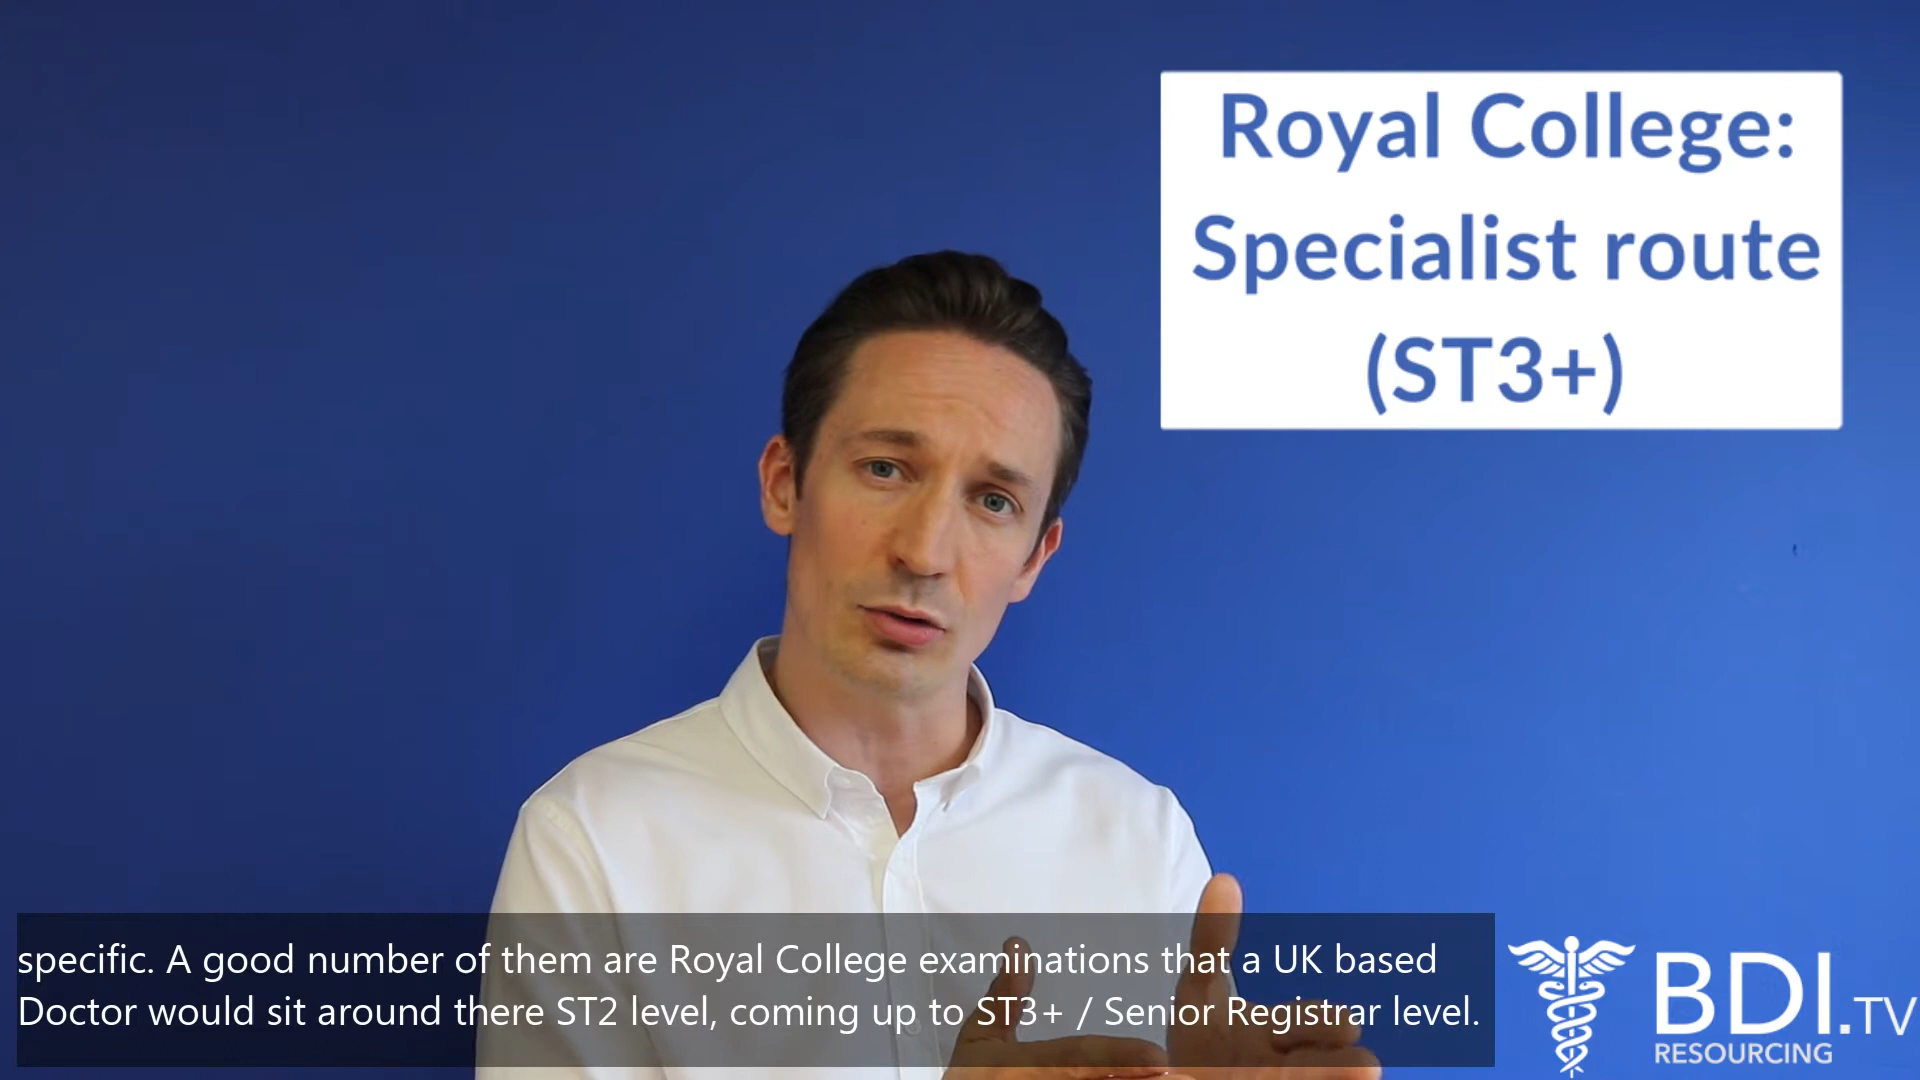 Royal College:
Specialist route
(ST3+)
specific. A good number of them are Royal College examinations that a UK based
Doctor would sit around there ST2 level, coming up to ST3+ / Senior Registrar level.
BDI.TV
RESOURCING